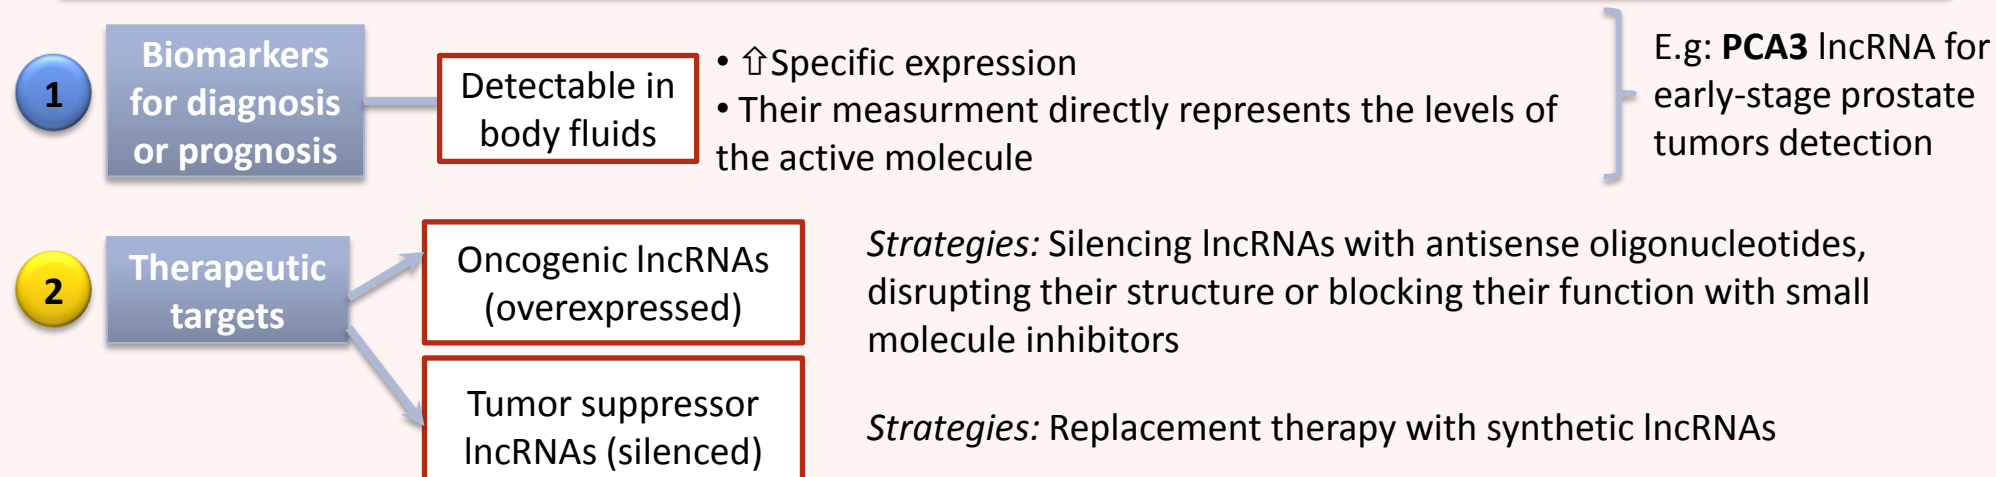 1
Biomarkers
for diagnosis
or prognosis
Detectable in
body fluids
• ⇧Specific expression
• Their measurment directly represents the levels of
the active molecule
E.g: PCA3 lncRNA for
early-stage prostate
tumors detection
2
Therapeutic
targets
Oncogenic lncRNAs
(overexpressed)
Strategies: Silencing lncRNAs with antisense oligonucleotides,
disrupting their structure or blocking their function with small
molecule inhibitors
Tumor suppressor
lncRNAs (silenced)
Strategies: Replacement therapy with synthetic lncRNAs